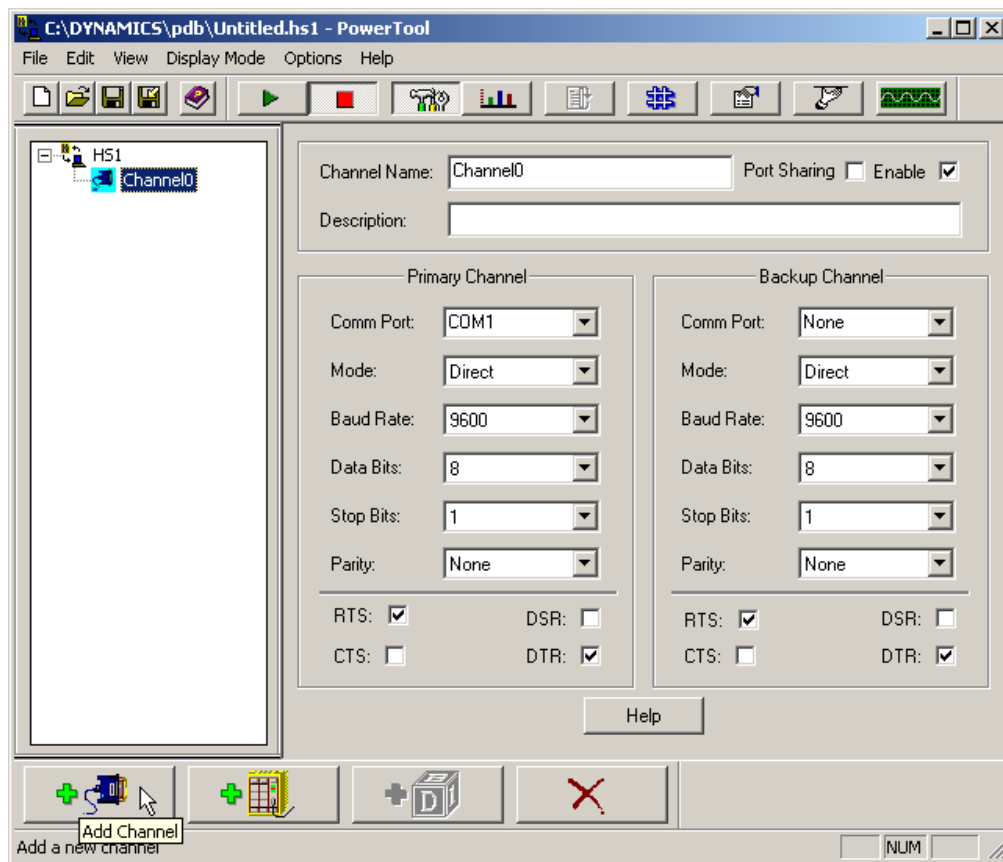 C:\DYNAMICS\pdb\Untitled.hs1 - PowerTool
File Edit View Display Mode Options Help
HS1
Channel0
Channel Name: Channel0 Port Sharing Enable
Description:
Primary Channel
Comm Port: COM1
Mode: Direct
Baud Rate: 9600
Data Bits: 8
Stop Bits: 1
Parity: None
RTS: DSR:
CTS: DTR:
Backup Channel
Comm Port: None
Mode: Direct
Baud Rate: 9600
Data Bits: 8
Stop Bits: 1
Parity: None
RTS: DSR:
CTS: DTR:
Help
D
Add Channel
Add a new channel
NUM